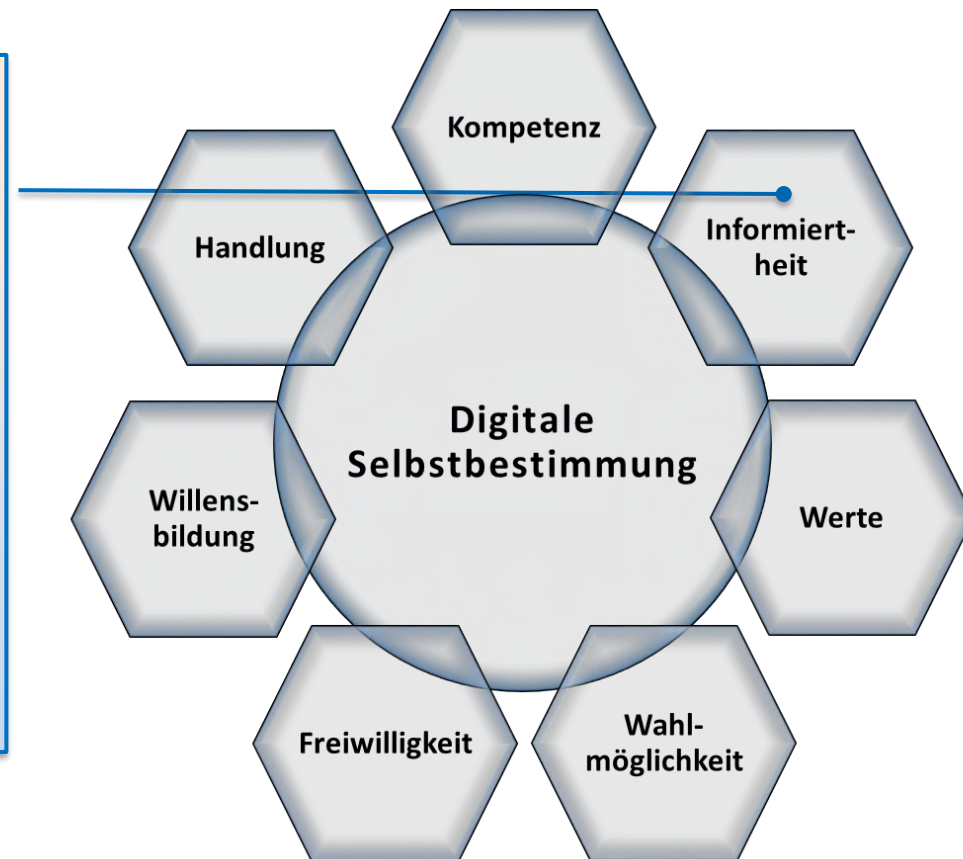 Kompetenz
Informiert-
heit
Handlung
Digitale
Selbstbestimmung
Werte
Willens-
bildung
Freiwilligkeit
Wahl-
möglichkeit